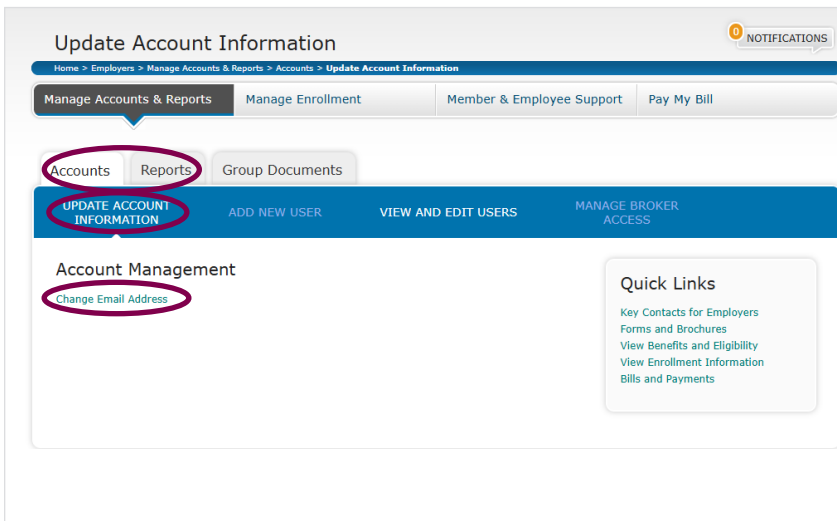 Update Account Information
0 NOTIFICATIONS
Home > Employers > Manage Accounts & Reports > Accounts > Update Account Information
Manage Accounts & Reports Manage Enrollment Member & Employee Support Pay My Bill
Accounts Reports Group Documents
UPDATE ACCOUNT
INFORMATION
ADD NEW USER
VIEW AND EDIT USERS
MANAGE BROKER
ACCESS
Account Management
Change Email Address
Quick Links
Key Contacts for Employers
Forms and Brochures
View Benefits and Eligibility
View Enrollment Information
Bills and Payments